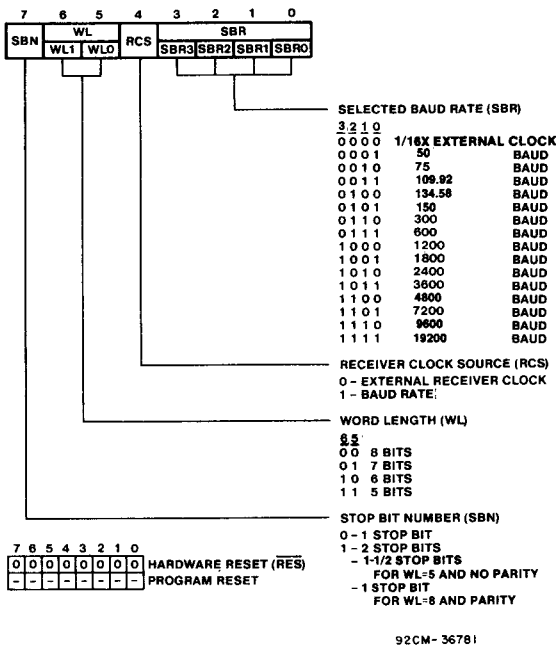 7 6 5 4 3 2 1 0
SBN WL RCS SBR
WL1 WL0 SBR3 SBR2 SBR1 SBR0
SELECTED BAUD RATE (SBR)
3 2 1 0
0 0 0 0 1/16X EXTERNAL CLOCK
0 0 0 1 50 BAUD
0 0 1 0 75 BAUD
0 0 1 1 109.92 BAUD
0 1 0 0 134.58 BAUD
0 1 0 1 150 BAUD
0 1 1 0 300 BAUD
0 1 1 1 600 BAUD
1 0 0 0 1200 BAUD
1 0 0 1 1800 BAUD
1 0 1 0 2400 BAUD
1 0 1 1 3600 BAUD
1 1 0 0 4800 BAUD
1 1 0 1 7200 BAUD
1 1 1 0 9600 BAUD
1 1 1 1 19200 BAUD
RECEIVER CLOCK SOURCE (RCS)
0 - EXTERNAL RECEIVER CLOCK
1 - BAUD RATE
WORD LENGTH (WL)
6 5
0 0 8 BITS
0 1 7 BITS
1 0 6 BITS
1 1 5 BITS
STOP BIT NUMBER (SBN)
0 - 1 STOP BIT
1 - 2 STOP BITS
- 1-1/2 STOP BITS
FOR WL=5 AND NO PARITY
- 1 STOP BIT
FOR WL=8 AND PARITY
7 6 5 4 3 2 1 0
0 0 0 0 0 0 0 0 HARDWARE RESET (RES)
- - - - - - - - PROGRAM RESET
92CM-36781